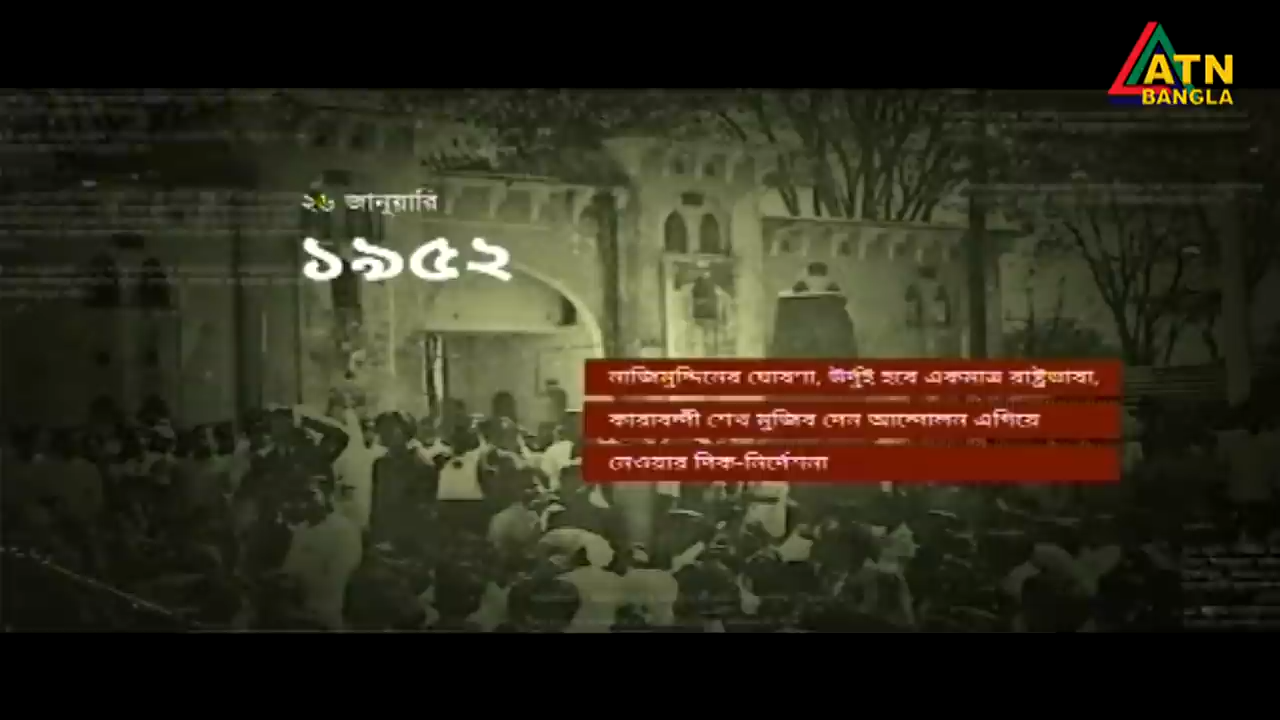 ATN
BANGLA
২৬ জানুয়ারি
১৯৫২
নাজিমুদ্দিনের ঘোষণা, উর্দুই হবে একমাত্র রাষ্ট্রভাষা,
কারাবন্দী শেখ মুজিব দেন আন্দোলন এগিয়ে
নেওয়ার দিক-নির্দেশনা